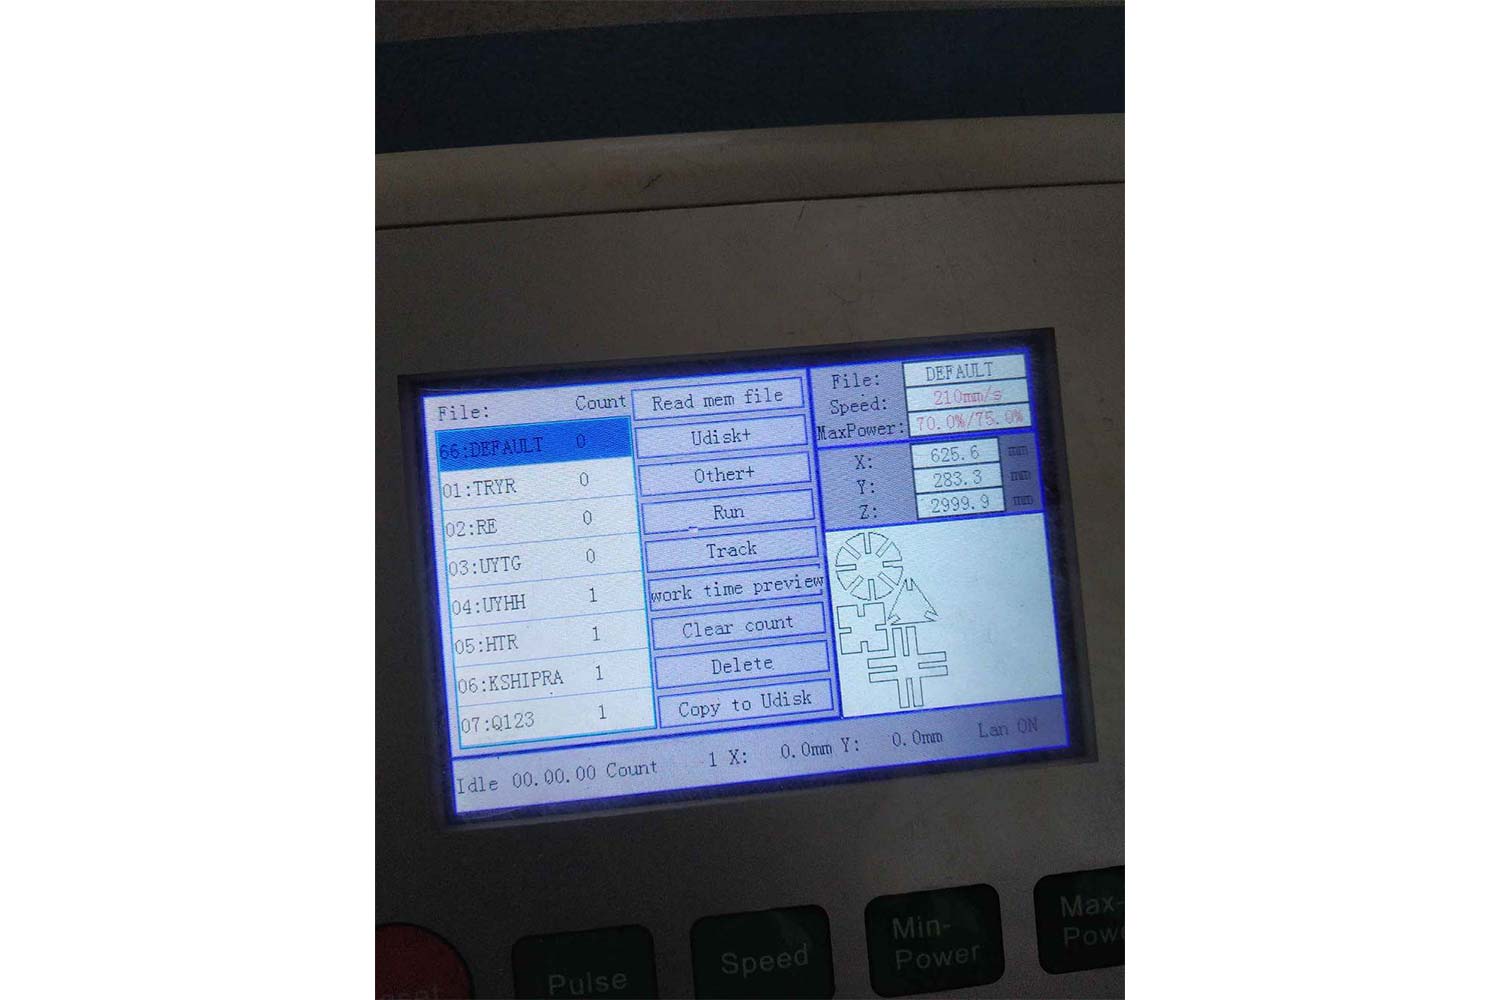 File: Count
66:DEFAULT 0
01:TRYR 0
02:RE 0
03:UYTG 0
04:UYHH 1
05:HTR 1
06:KSHIPRA 1
07:Q123 1
Read mem file
Udisk+
Other+
Run
Track
work time preview
Clear count
Delete
Copy to Udisk
File: DEFAULT
Speed: 210mm/s
MaxPower: 70.0%/75.0%
X: 625.6 mm
Y: 283.3 mm
Z: 2999.9 mm
Idle 00.00.00 Count 1 X: 0.0mm Y: 0.0mm Lan ON
Pulse
Speed
Min-
Power
Max-